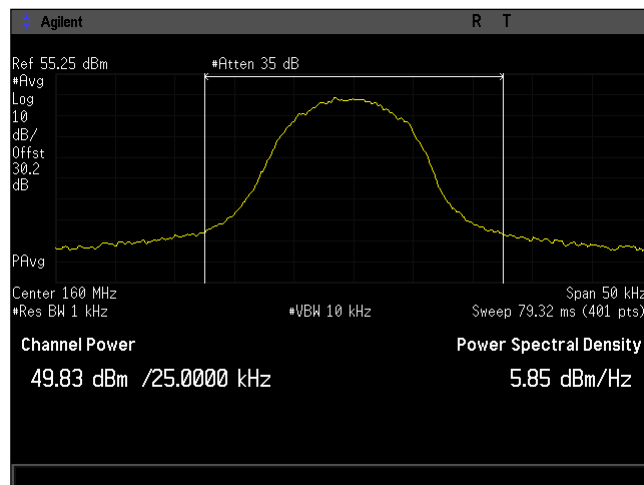 Agilent R T
Ref 55.25 dBm #Atten 35 dB
#Avg
Log
10
dB/
Offst
30.2
dB
PAvg
Center 160 MHz Span 50 kHz
#Res BW 1 kHz #VBW 10 kHz Sweep 79.32 ms (401 pts)
Channel Power Power Spectral Density
49.83 dBm /25.0000 kHz 5.85 dBm/Hz